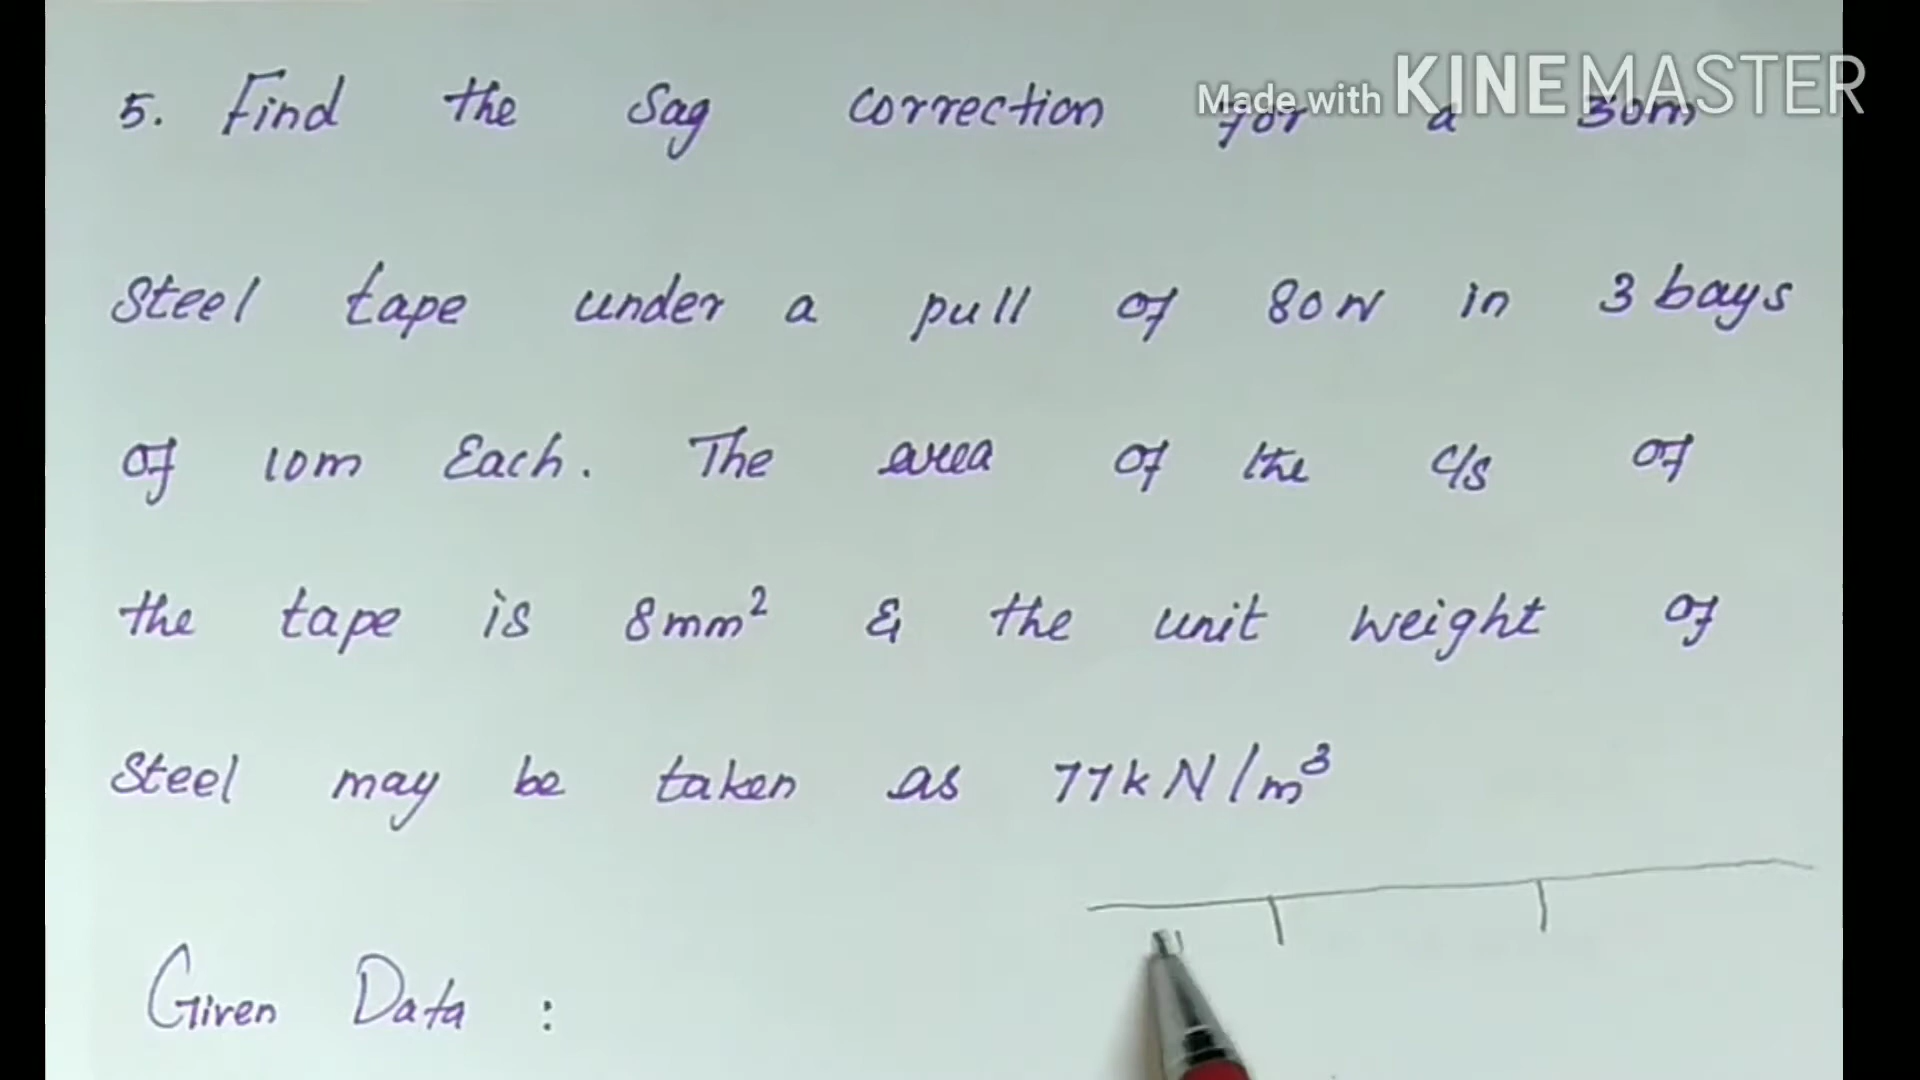 Made with KINEMASTER
5. Find the Sag correction for a 30m
Steel tape under a pull of 80N in 3 bays
of 10m Each. The area of the c/s of
the tape is 8mm² & the unit weight of
Steel may be taken as 77kN/m³
Given Data :